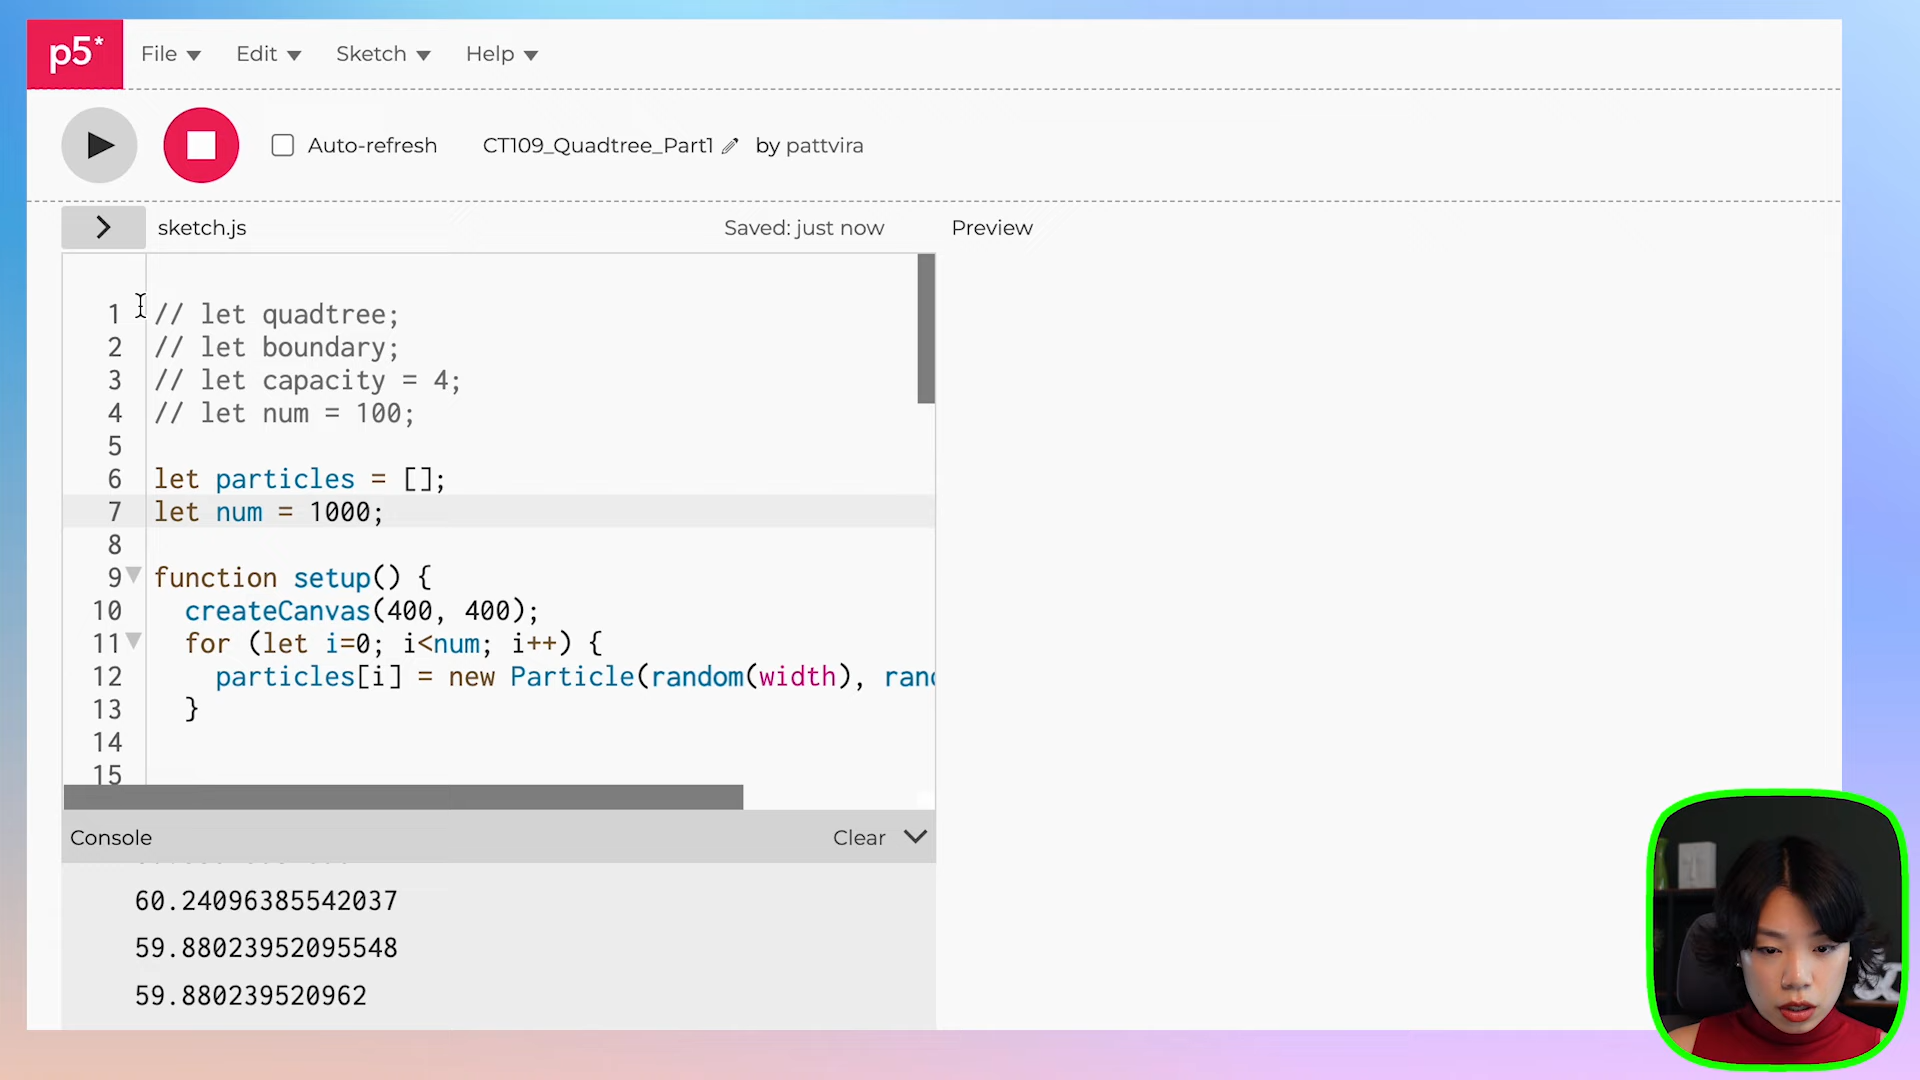 p5*
File Edit Sketch Help
Auto-refresh CT109_Quadtree_Part1 by pattvira
sketch.js Saved: just now Preview
1 // let quadtree;
2 // let boundary;
3 // let capacity = 4;
4 // let num = 100;
5
6 let particles = [];
7 let num = 1000;
8
9 function setup() {
10 createCanvas(400, 400);
11 for (let i=0; i<num; i++) {
12 particles[i] = new Particle(random(width), ran
13 }
14
15
Console Clear
60.24096385542037
59.88023952095548
59.880239520962